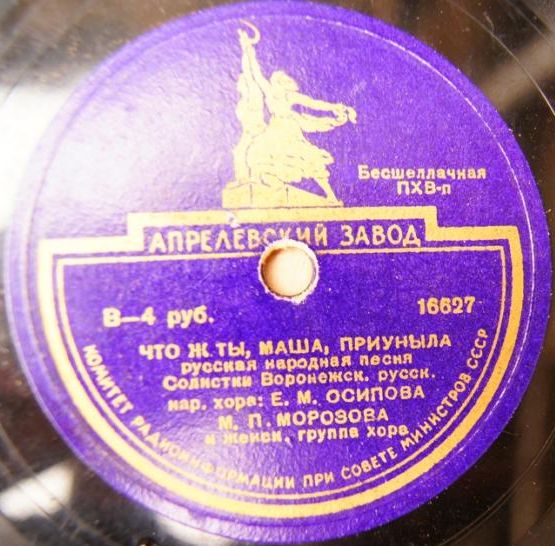 Бесшеллачная
ПХВ-п
АПРЕЛЕВСКИЙ ЗАВОД
В—4 руб.
16627
ЧТО Ж ТЫ, МАША, ПРИУНЫЛА
русская народная песня
Солистки Воронежск. русск.
нар. хора: Е. М. ОСИПОВА
М. П. МОРОЗОВА
и женск. группа хора
КОМИТЕТ РАДИОИНФОРМАЦИИ ПРИ СОВЕТЕ МИНИСТРОВ СССР